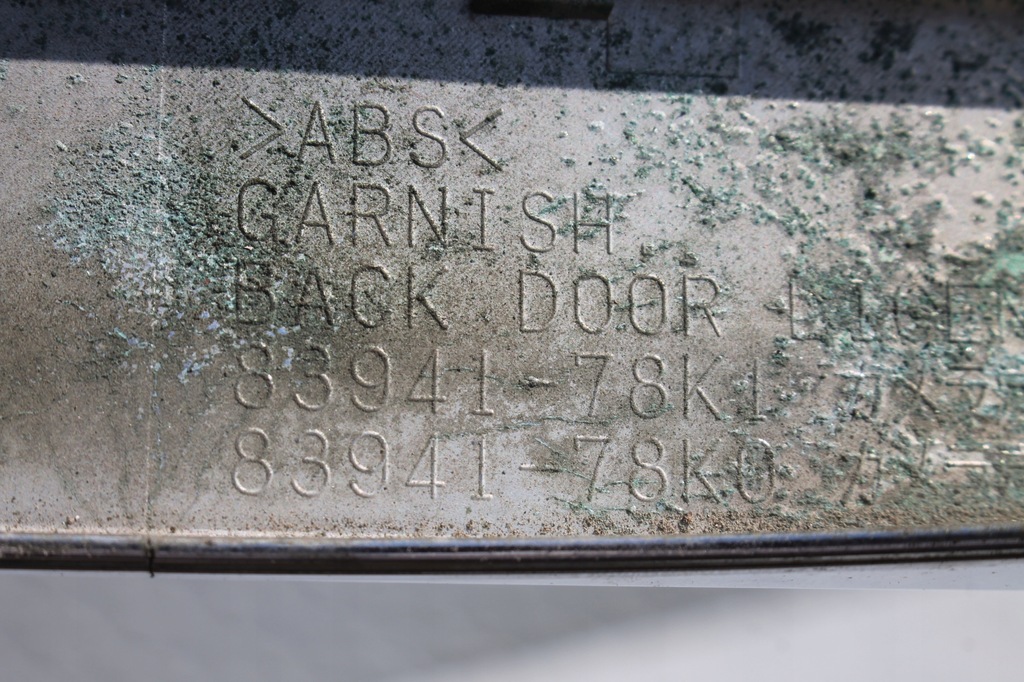 >ABS<
GARNISH,
BACK DOOR
83941-78K1
83941-78K0